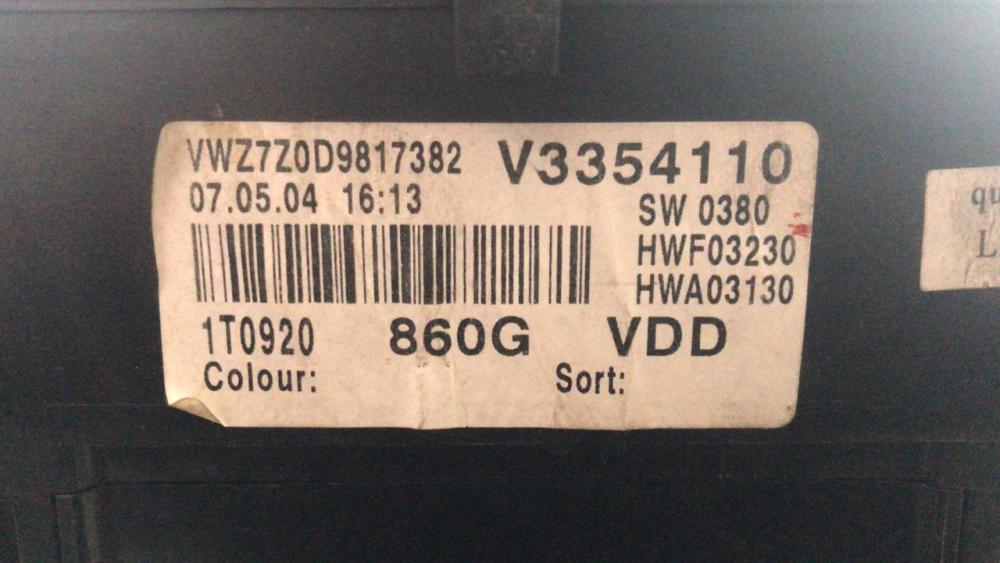 VWZ7Z0D9817382 V3354110
07.05.04 16:13 SW 0380
HWF03230
HWA03130
1T0920 860G VDD
Colour: Sort: